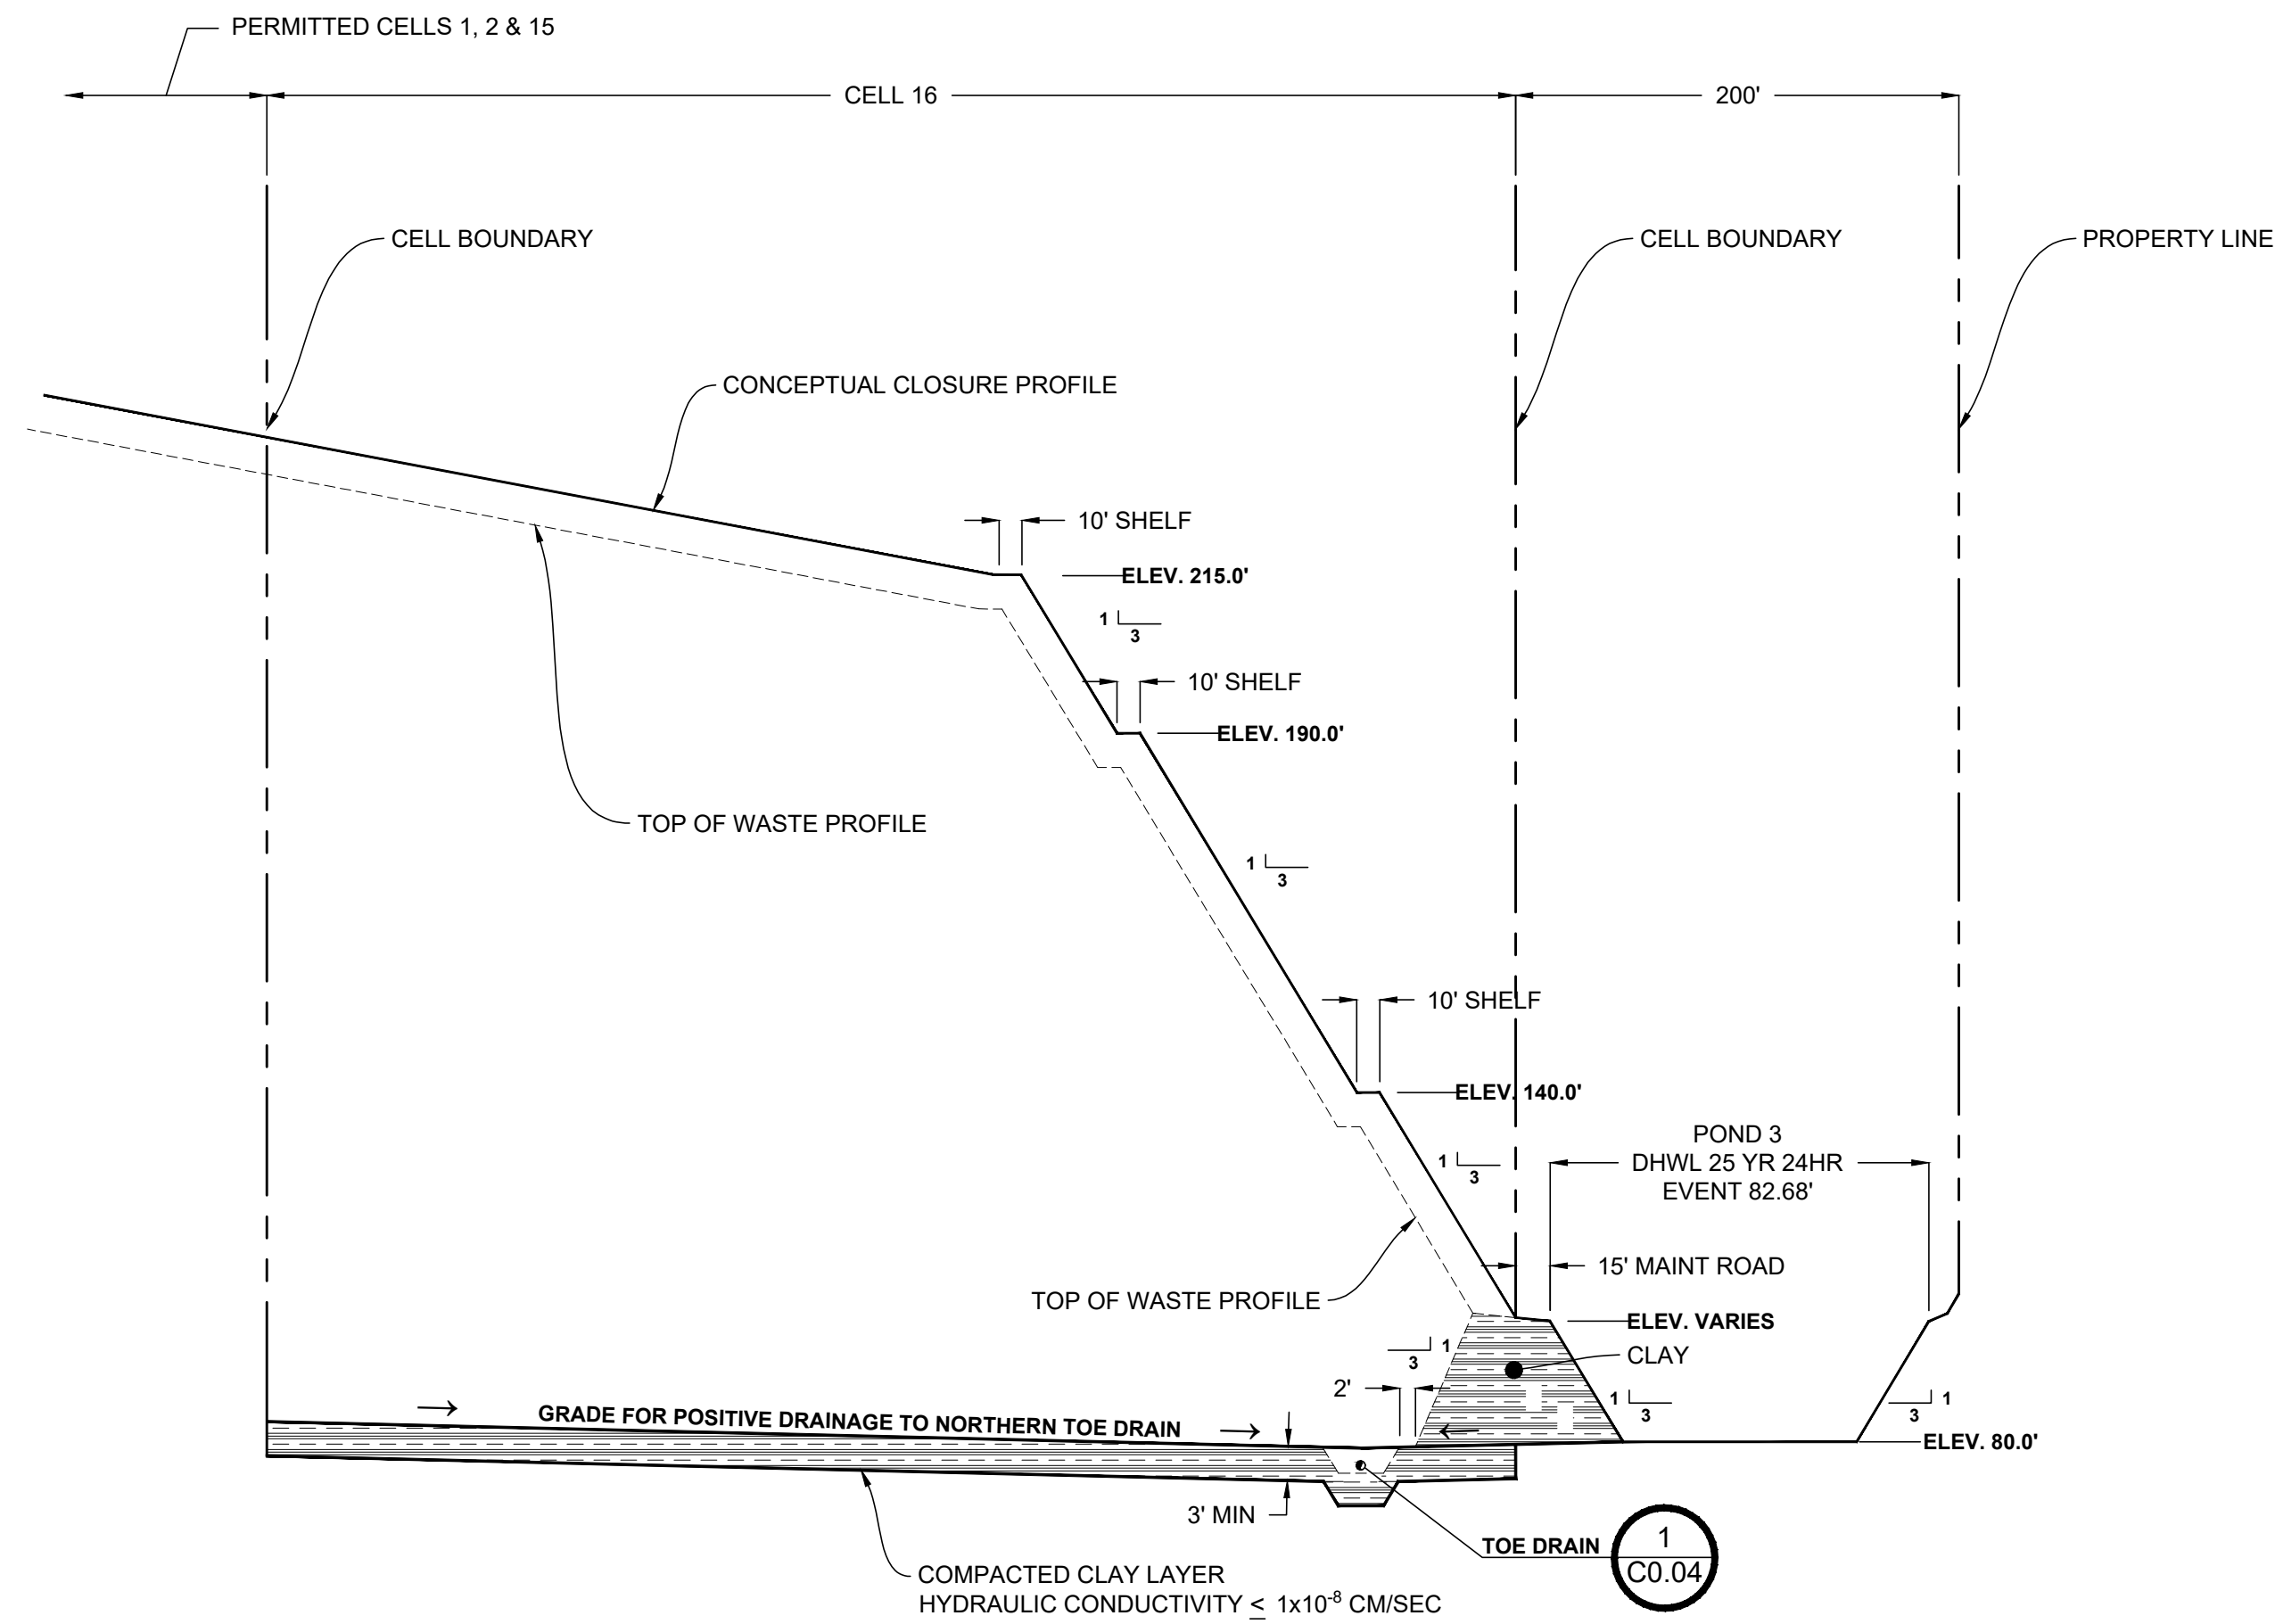 PERMITTED CELLS 1, 2 & 15
CELL 16
200'
CELL BOUNDARY
CELL BOUNDARY
PROPERTY LINE
CONCEPTUAL CLOSURE PROFILE
10' SHELF
ELEV. 215.0'
1
3
10' SHELF
ELEV. 190.0'
TOP OF WASTE PROFILE
1
3
10' SHELF
ELEV. 140.0'
POND 3
DHWL 25 YR 24HR
EVENT 82.68'
1
3
15' MAINT ROAD
TOP OF WASTE PROFILE
ELEV. VARIES
CLAY
1
3
2'
1
3
1
3
GRADE FOR POSITIVE DRAINAGE TO NORTHERN TOE DRAIN
ELEV. 80.0'
3' MIN
TOE DRAIN
1
C0.04
COMPACTED CLAY LAYER
HYDRAULIC CONDUCTIVITY ≤ 1x10⁻⁸ CM/SEC